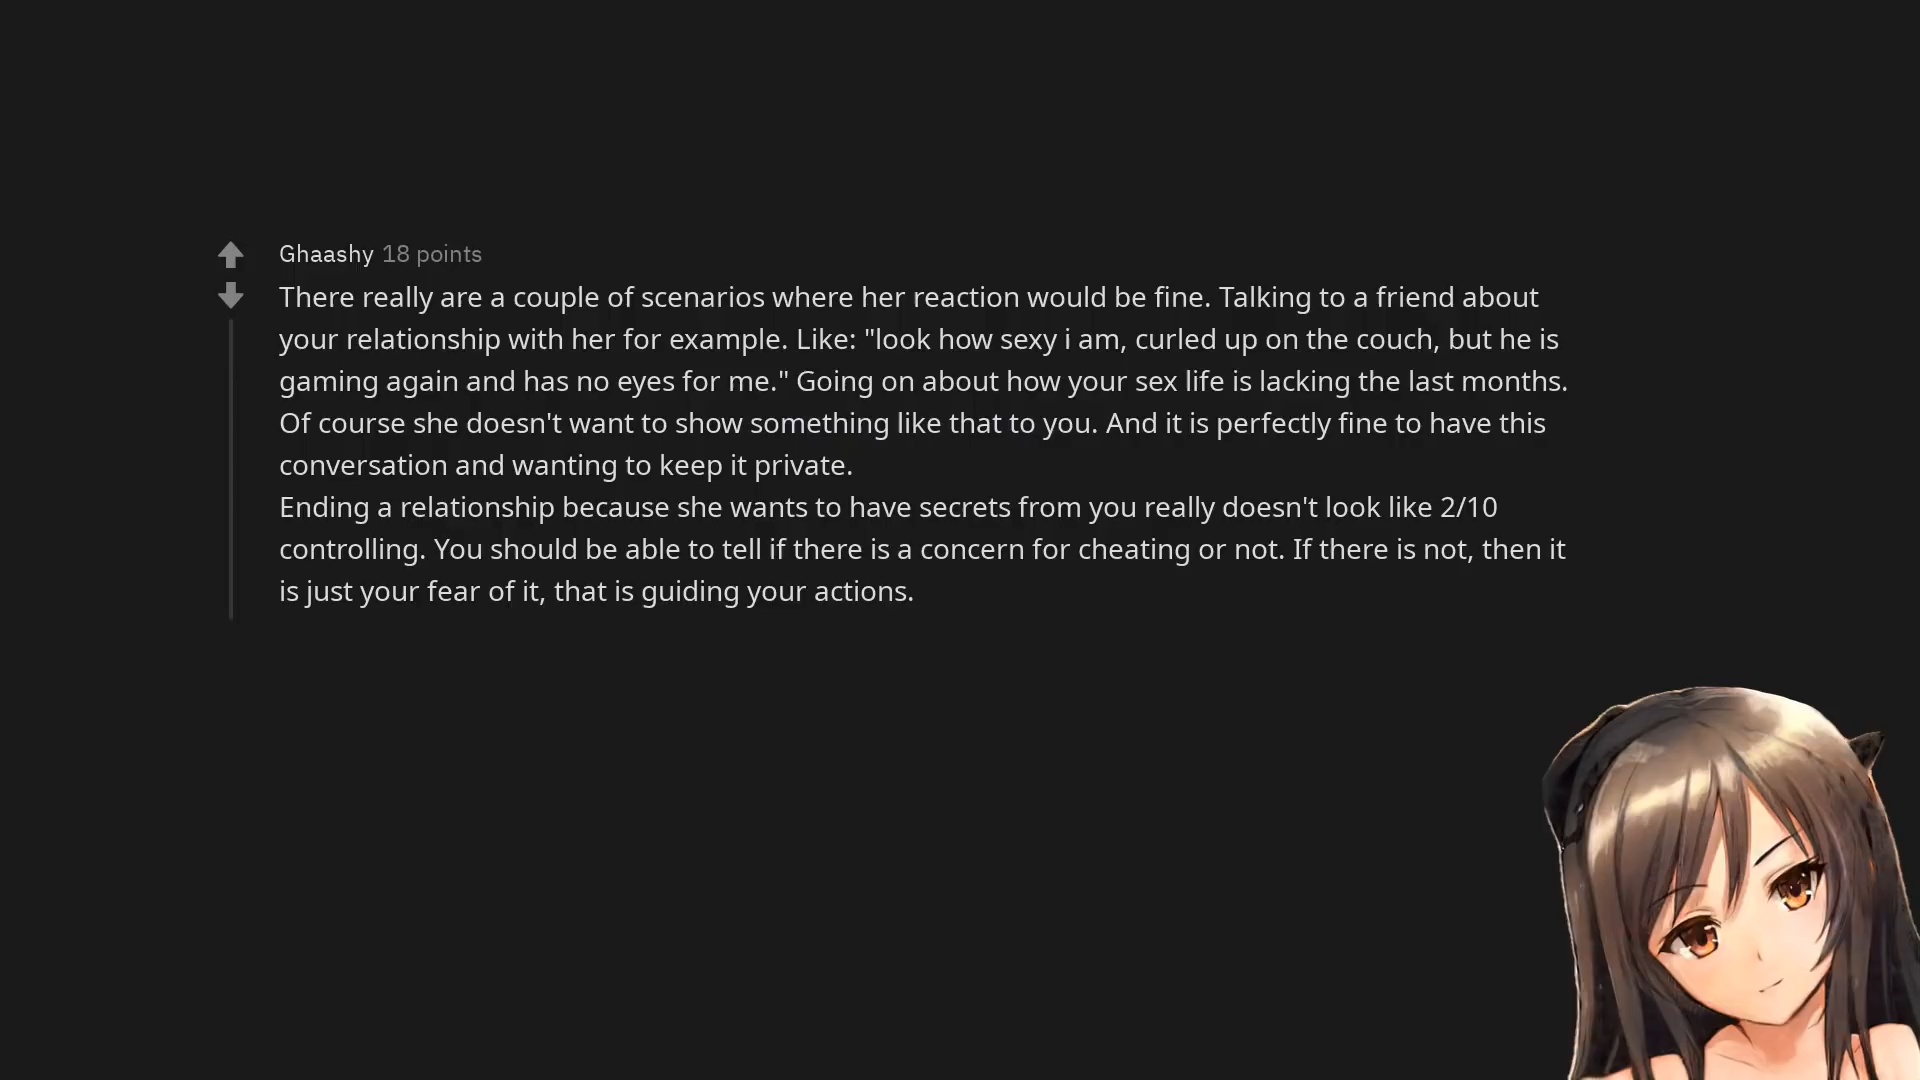 Ghaashy 18 points
There really are a couple of scenarios where her reaction would be fine. Talking to a friend about
your relationship with her for example. Like: "look how sexy i am, curled up on the couch, but he is
gaming again and has no eyes for me." Going on about how your sex life is lacking the last months.
Of course she doesn't want to show something like that to you. And it is perfectly fine to have this
conversation and wanting to keep it private.
Ending a relationship because she wants to have secrets from you really doesn't look like 2/10
controlling. You should be able to tell if there is a concern for cheating or not. If there is not, then it
is just your fear of it, that is guiding your actions.